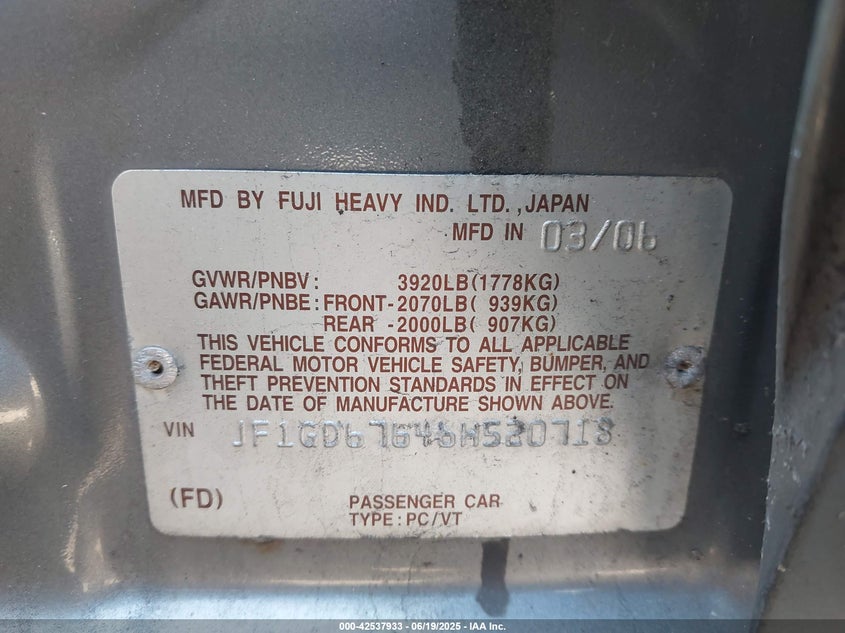 MFD BY FUJI HEAVY IND. LTD.,JAPAN
MFD IN 03/06
GVWR/PNBV: 3920LB(1778KG)
GAWR/PNBE: FRONT-2070LB( 939KG)
REAR -2000LB( 907KG)
THIS VEHICLE CONFORMS TO ALL APPLICABLE
FEDERAL MOTOR VEHICLE SAFETY, BUMPER, AND
THEFT PREVENTION STANDARDS IN EFFECT ON
THE DATE OF MANUFACTURE SHOWN ABOVE.
VIN JF1GD67646H520718
(FD) PASSENGER CAR
TYPE: PC/VT
000-42537933 - 06/19/2025 - IAA Inc.